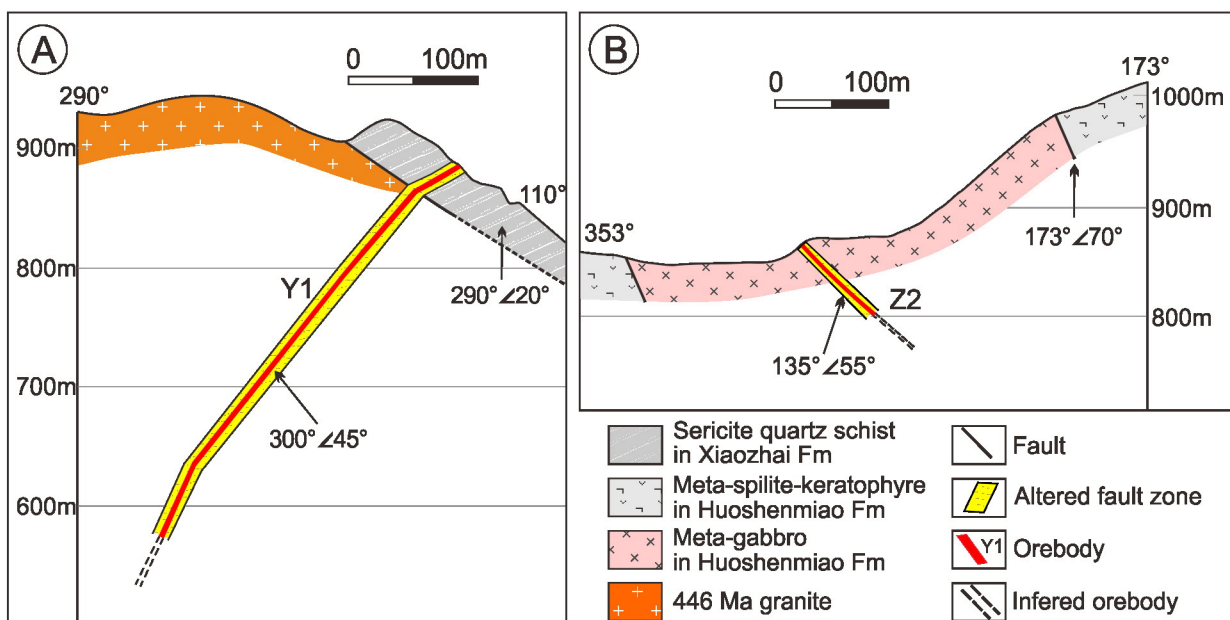 A
0 100m
290°
900m
110°
800m
290°∠20°
Y1
700m
300°∠45°
600m
B
0 100m
173°
1000m
900m
353°
173°∠70°
Z2
800m
135°∠55°
Sericite quartz schist
in Xiaozhai Fm
Meta-spilite-keratophyre
in Huoshenmiao Fm
Meta-gabbro
in Huoshenmiao Fm
446 Ma granite
Fault
Altered fault zone
Y1 Orebody
Infered orebody